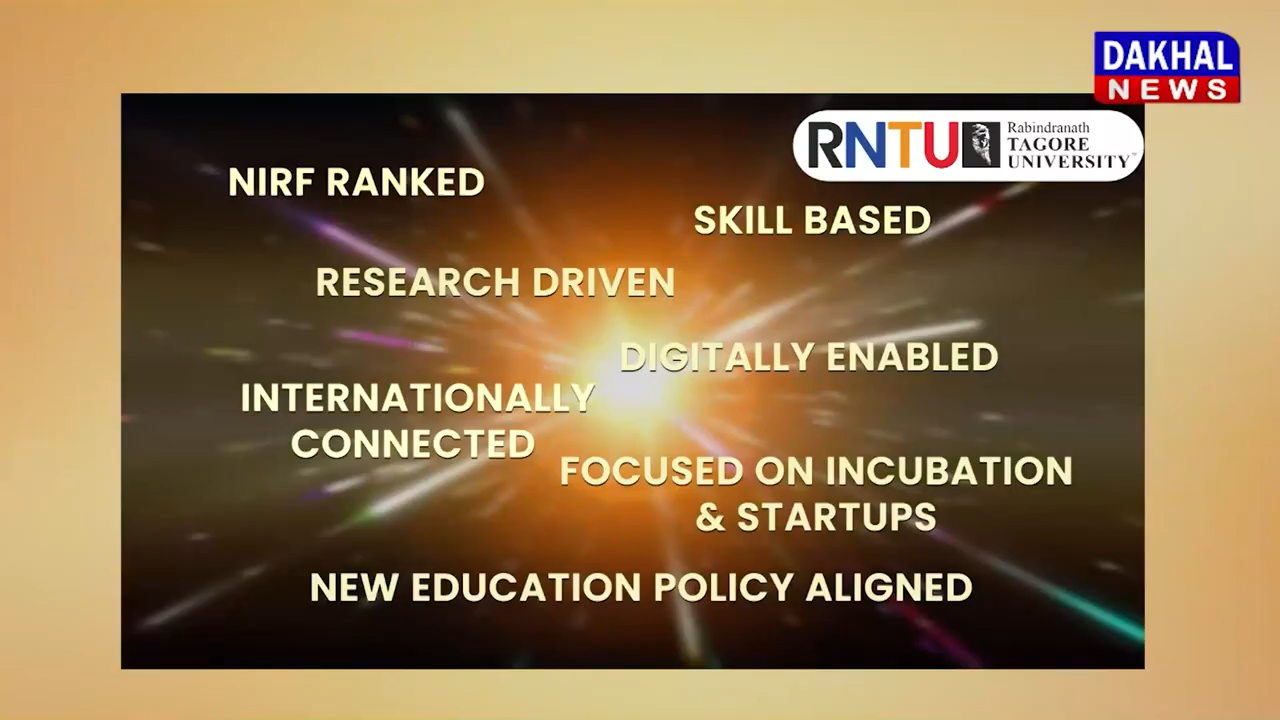 DAKHAL
NEWS
RNTU
Rabindranath
TAGORE
UNIVERSITY™
NIRF RANKED
SKILL BASED
RESEARCH DRIVEN
DIGITALLY ENABLED
INTERNATIONALLY
CONNECTED
FOCUSED ON INCUBATION
& STARTUPS
NEW EDUCATION POLICY ALIGNED